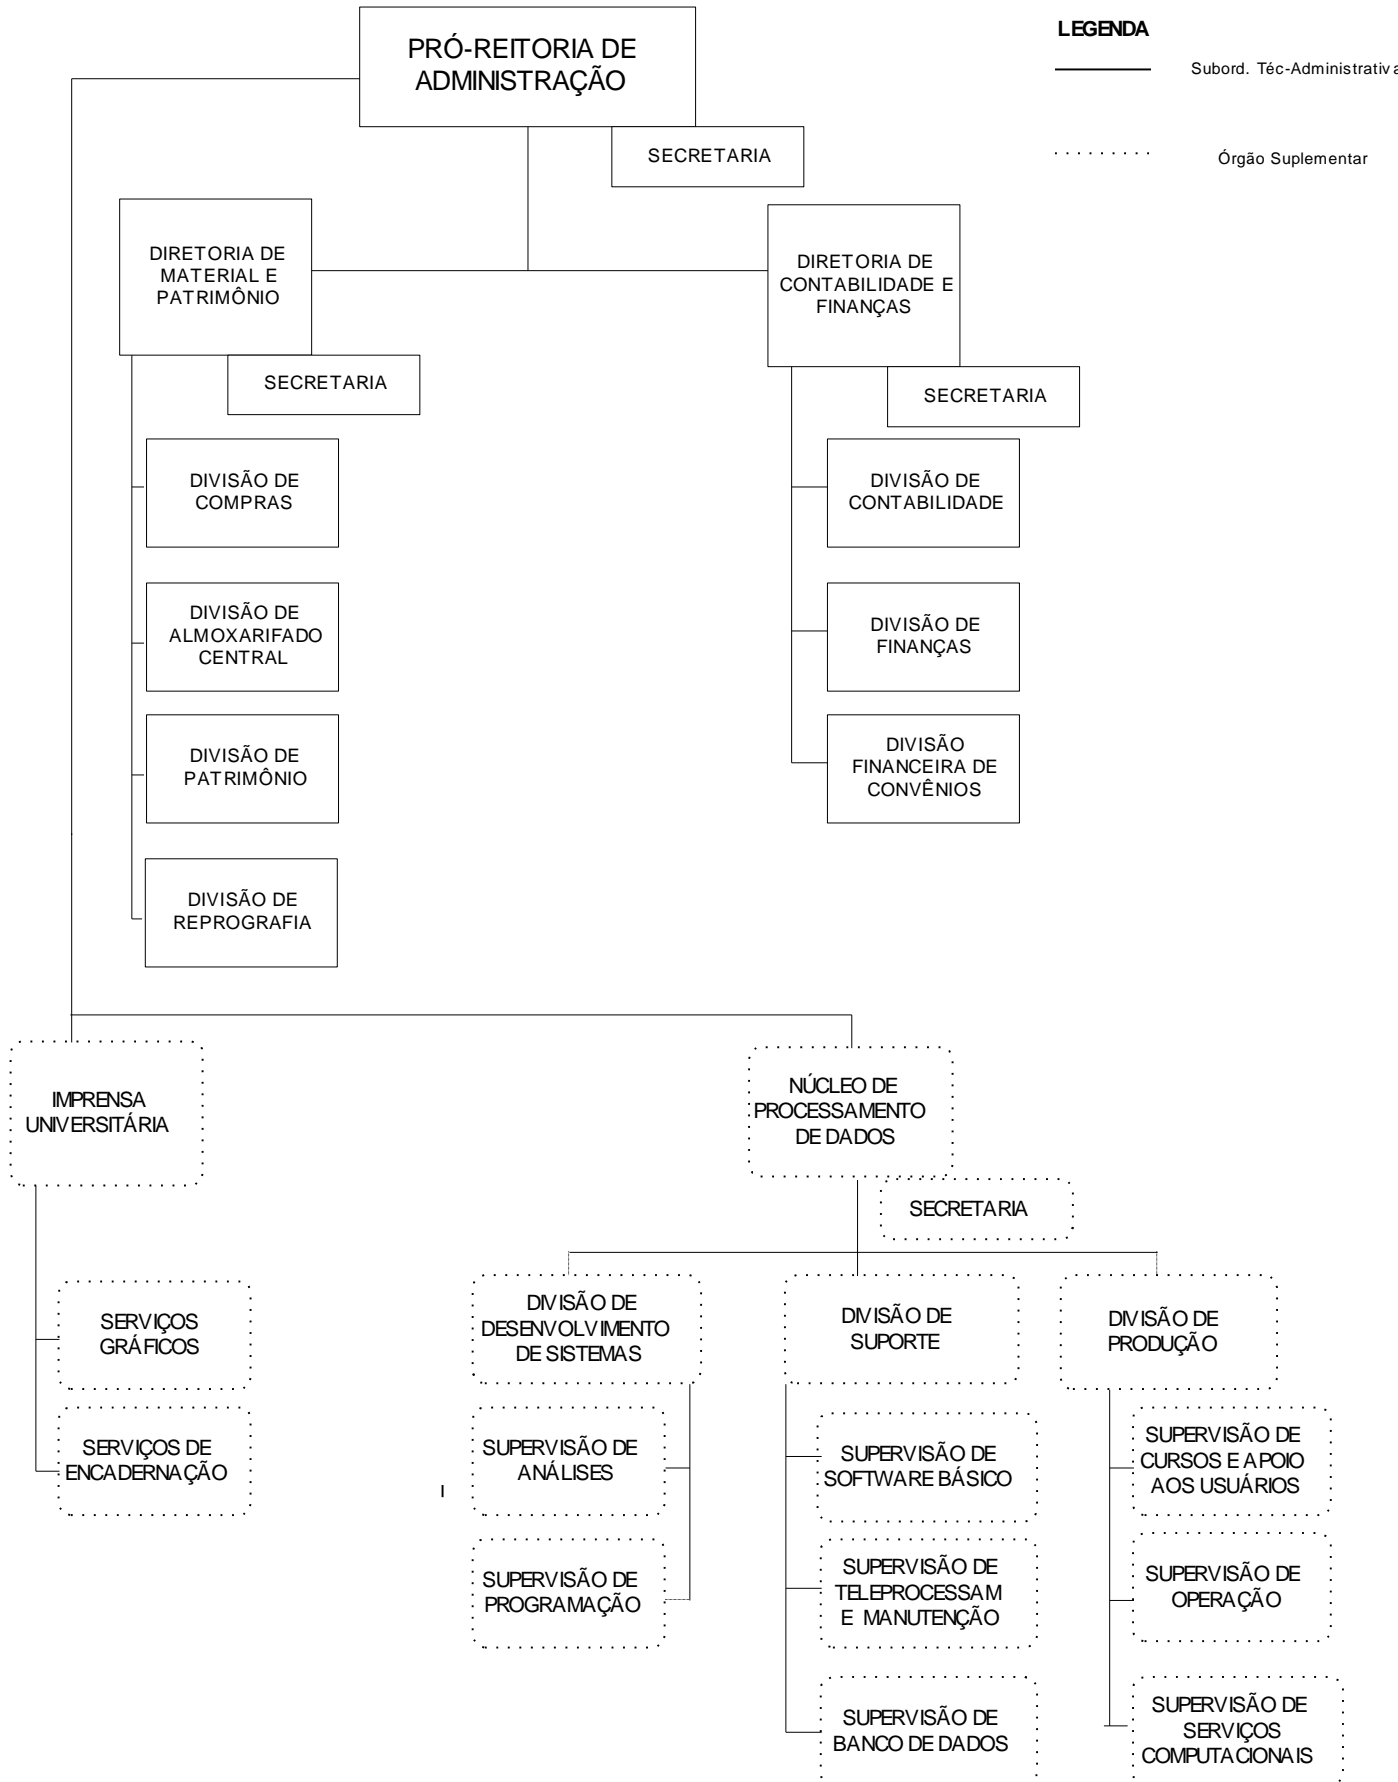 PRÓ-REITORIA DE
ADMINISTRAÇÃO
SECRETARIA
LEGENDA
Subord. Téc-Administrativa
Órgão Suplementar
DIRETORIA DE
MATERIAL E
PATRIMÔNIO
SECRETARIA
DIRETORIA DE
CONTABILIDADE E
FINANÇAS
SECRETARIA
DIVISÃO DE
COMPRAS
DIVISÃO DE
ALMOXARIFADO
CENTRAL
DIVISÃO DE
PATRIMÔNIO
DIVISÃO DE
REPROGRAFIA
DIVISÃO DE
CONTABILIDADE
DIVISÃO DE
FINANÇAS
DIVISÃO
FINANCEIRA DE
CONVÊNIOS
IMPRENSA
UNIVERSITÁRIA
SERVIÇOS
GRÁFICOS
SERVIÇOS DE
ENCADERNAÇÃO
NÚCLEO DE
PROCESSAMENTO
DE DADOS
SECRETARIA
DIVISÃO DE
DESENVOLVIMENTO
DE SISTEMAS
SUPERVISÃO DE
ANÁLISES
SUPERVISÃO DE
PROGRAMAÇÃO
I
DIVISÃO DE
SUPORTE
SUPERVISÃO DE
SOFTWARE BÁSICO
SUPERVISÃO DE
TELEPROCESSAM
E MANUTENÇÃO
SUPERVISÃO DE
BANCO DE DADOS
DIVISÃO DE
PRODUÇÃO
SUPERVISÃO DE
CURSOS E APOIO
AOS USUÁRIOS
SUPERVISÃO DE
OPERAÇÃO
SUPERVISÃO DE
SERVIÇOS
COMPUTACIONAIS